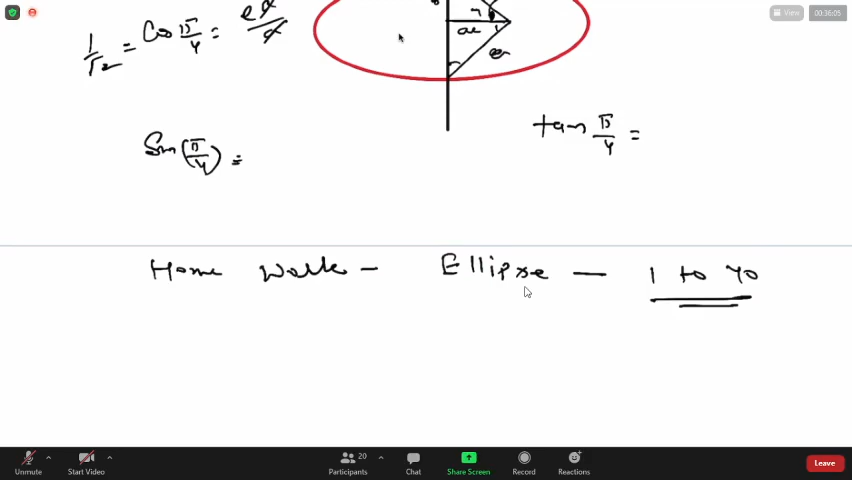 View 36:05
1/√2 = Cos π/4 = ea/a
ae
Sin(π/4) =
tan π/4 =
Home Work - Ellipse - 1 to 40
Unmute Start Video Participants 20 Chat Share Screen Record Reactions Leave